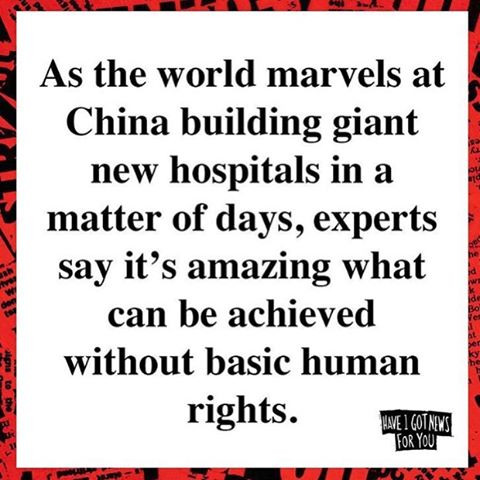 As the world marvels at
China building giant
new hospitals in a
matter of days, experts
say it's amazing what
can be achieved
without basic human
rights.
HAVE I GOT NEWS
FOR YOU